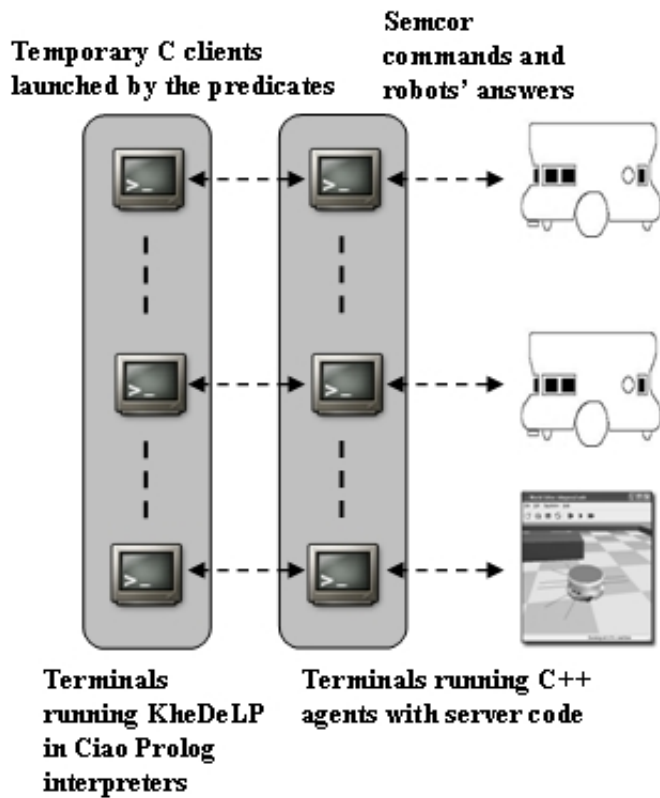 Temporary C clients
launched by the predicates
Semcor
commands and
robots' answers
>_
>_
>_
>_
>_
>_
Terminals
running KheDeLP
in Ciao Prolog
interpreters
Terminals running C++
agents with server code